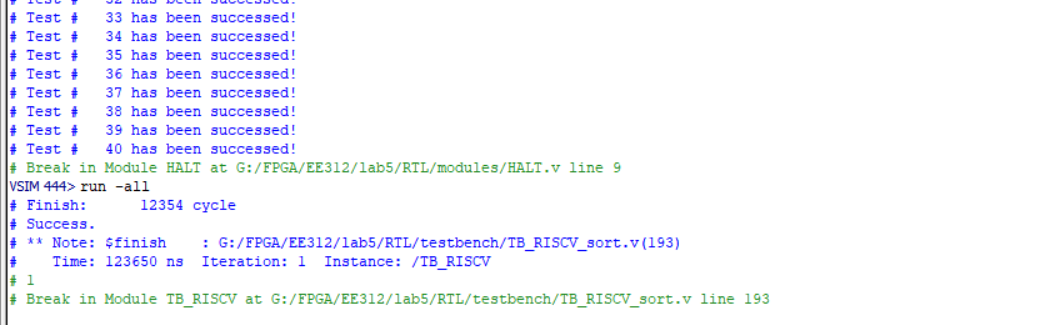 # Test #   32 has been successed!
# Test #   33 has been successed!
# Test #   34 has been successed!
# Test #   35 has been successed!
# Test #   36 has been successed!
# Test #   37 has been successed!
# Test #   38 has been successed!
# Test #   39 has been successed!
# Test #   40 has been successed!
# Break in Module HALT at G:/FPGA/EE312/lab5/RTL/modules/HALT.v line 9
VSIM 444> run -all
# Finish:      12354 cycle
# Success.
# ** Note: $finish    : G:/FPGA/EE312/lab5/RTL/testbench/TB_RISCV_sort.v(193)
#    Time: 123650 ns  Iteration: 1  Instance: /TB_RISCV
# 1
# Break in Module TB_RISCV at G:/FPGA/EE312/lab5/RTL/testbench/TB_RISCV_sort.v line 193